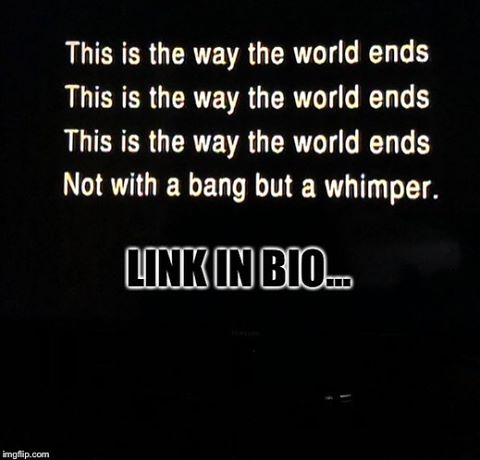 This is the way the world ends
This is the way the world ends
This is the way the world ends
Not with a bang but a whimper.
LINK IN BIO...
imgflip.com